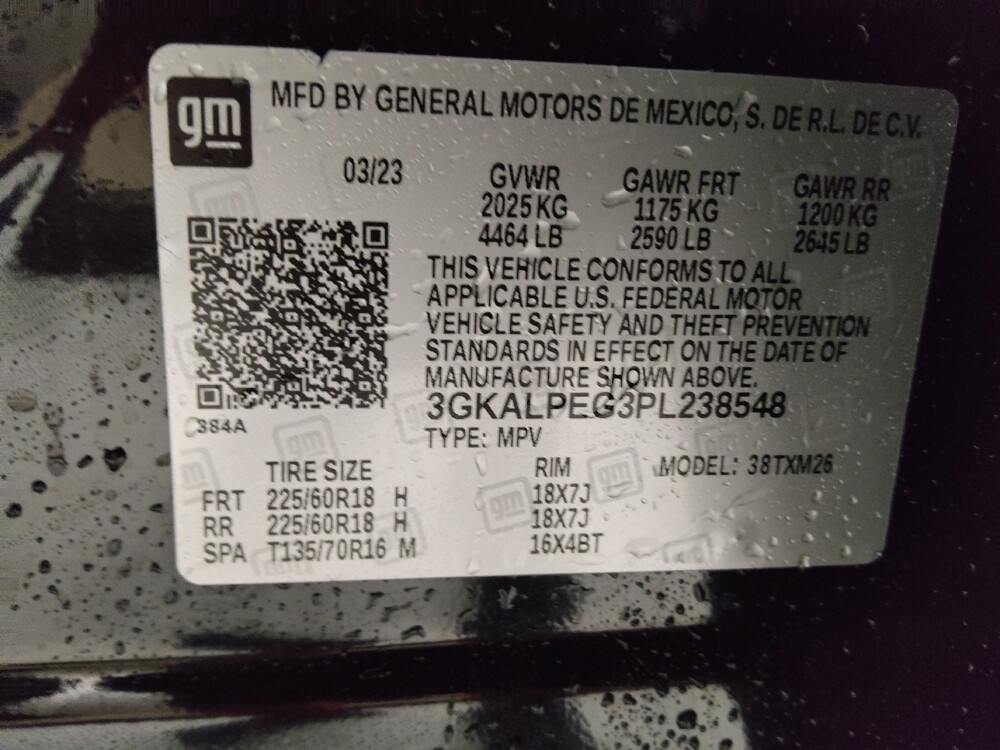 gm
MFD BY GENERAL MOTORS DE MEXICO, S. DE R.L. DE C.V.
03/23 GVWR GAWR FRT GAWR RR
2025 KG 1175 KG 1200 KG
4464 LB 2590 LB 2645 LB
THIS VEHICLE CONFORMS TO ALL
APPLICABLE U.S. FEDERAL MOTOR
VEHICLE SAFETY AND THEFT PREVENTION
STANDARDS IN EFFECT ON THE DATE OF
MANUFACTURE SHOWN ABOVE.
3GKALPEG3PL238548
384A
TYPE: MPV
TIRE SIZE RIM MODEL: 38TXM26
FRT 225/60R18 H 18X7J
RR 225/60R18 H 18X7J
SPA T135/70R16 M 16X4BT